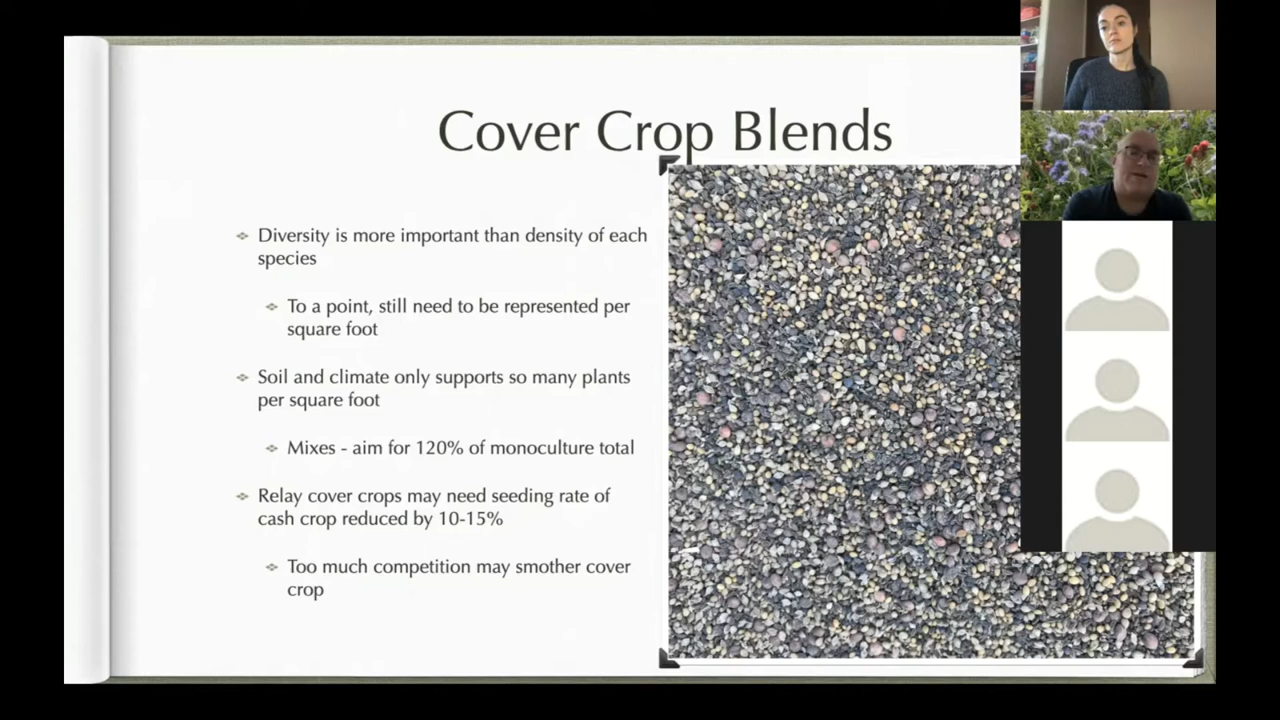 Cover Crop Blends
Diversity is more important than density of each
species
To a point, still need to be represented per
square foot
Soil and climate only supports so many plants
per square foot
Mixes - aim for 120% of monoculture total
Relay cover crops may need seeding rate of
cash crop reduced by 10-15%
Too much competition may smother cover
crop